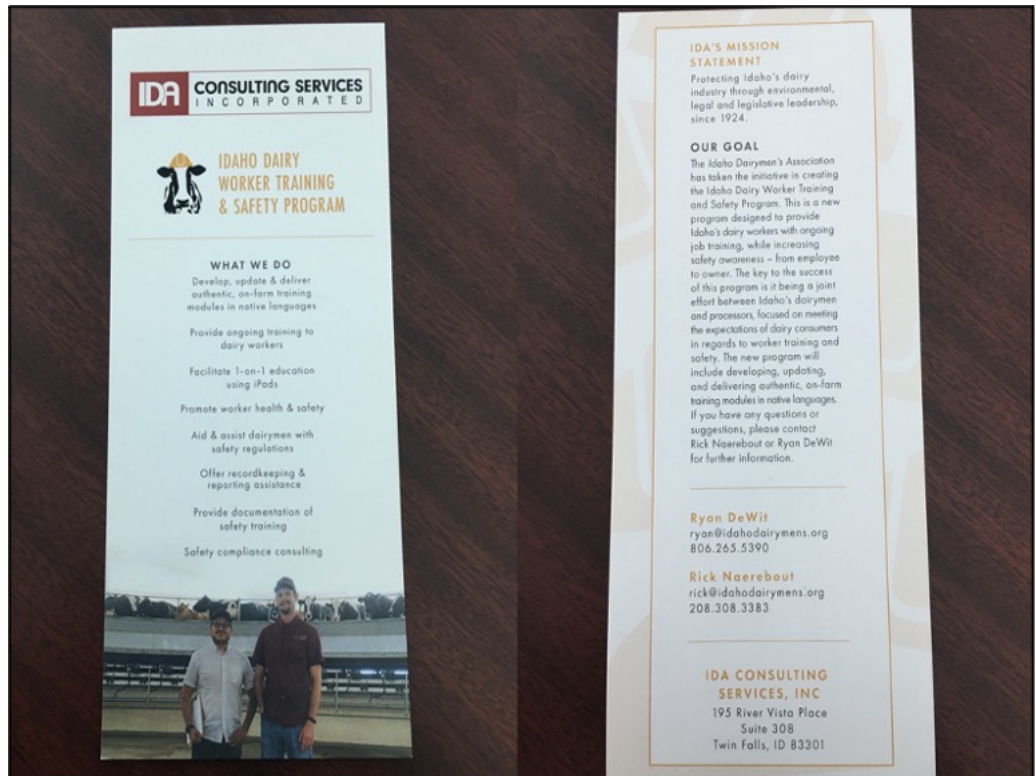 IDA CONSULTING SERVICES
INCORPORATED
IDAHO DAIRY
WORKER TRAINING
& SAFETY PROGRAM
WHAT WE DO
Develop, update & deliver
authentic, on-farm training
modules in native languages
Provide ongoing training to
dairy workers
Facilitate 1-on-1 education
using iPads
Promote worker health & safety
Aid & assist dairymen with
safety regulations
Offer recordkeeping &
reporting assistance
Provide documentation of
safety training
Safety compliance consulting
IDA'S MISSION
STATEMENT
Protecting Idaho's dairy
industry through environmental,
legal and legislative leadership,
since 1924.
OUR GOAL
The Idaho Dairymen's Association
has taken the initiative in creating
the Idaho Dairy Worker Training
and Safety Program. This is a new
program designed to provide
Idaho's dairy workers with ongoing
job training, while increasing
safety awareness – from employee
to owner. The key to the success
of this program is it being a joint
effort between Idaho's dairymen
and processors, focused on meeting
the expectations of dairy consumers
in regards to worker training and
safety. The new program will
include developing, updating,
and delivering authentic, on-farm
training modules in native languages.
If you have any questions or
suggestions, please contact
Rick Naerebout or Ryan DeWit
for further information.
Ryan DeWit
ryan@idahodairymens.org
806.265.5390
Rick Naerebout
rick@idahodairymens.org
208.308.3383
IDA CONSULTING
SERVICES, INC
195 River Vista Place
Suite 308
Twin Falls, ID 83301